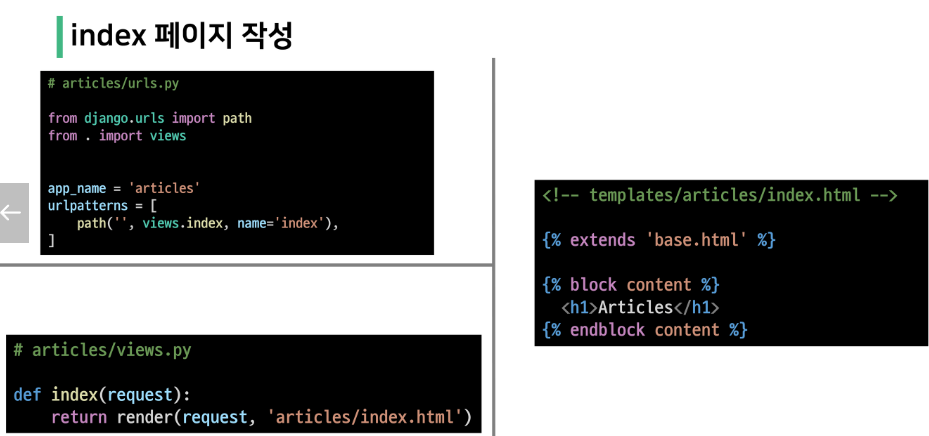 index 페이지 작성
# articles/urls.py
from django.urls import path
from . import views
app_name = 'articles'
urlpatterns = [
    path('', views.index, name='index'),
]
# articles/views.py
def index(request):
    return render(request, 'articles/index.html')
<!-- templates/articles/index.html -->
{% extends 'base.html' %}
{% block content %}
  <h1>Articles</h1>
{% endblock content %}